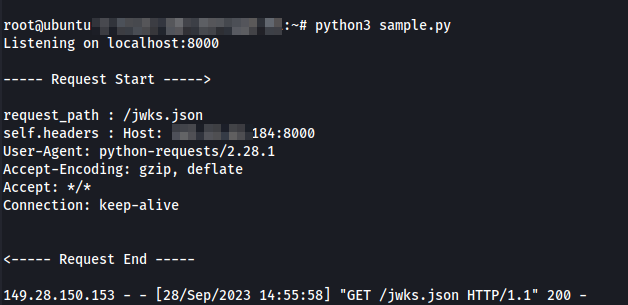 root@ubuntu :~# python3 sample.py
Listening on localhost:8000
----- Request Start ----->
request_path : /jwks.json
self.headers : Host: 184:8000
User-Agent: python-requests/2.28.1
Accept-Encoding: gzip, deflate
Accept: */*
Connection: keep-alive
<----- Request End -----
149.28.150.153 - - [28/Sep/2023 14:55:58] "GET /jwks.json HTTP/1.1" 200 -